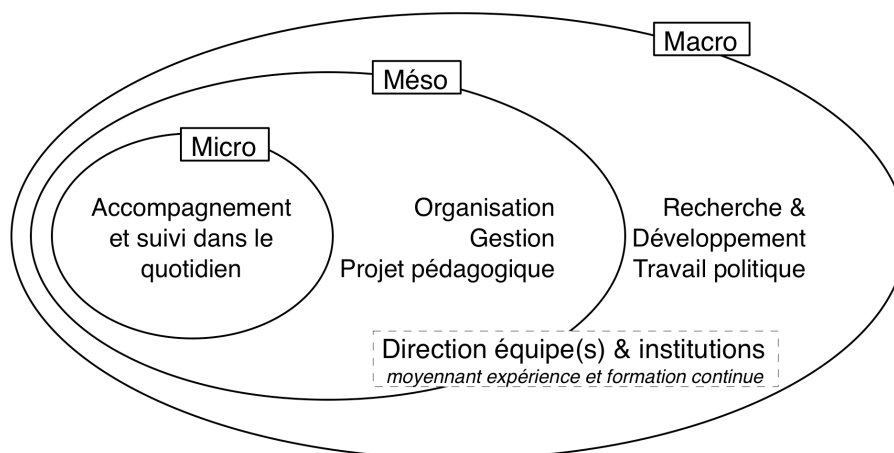 Macro
Méso
Micro
Accompagnement
et suivi dans le
quotidien
Organisation
Gestion
Projet pédagogique
Recherche &
Développement
Travail politique
Direction équipe(s) & institutions
moyennant expérience et formation continue